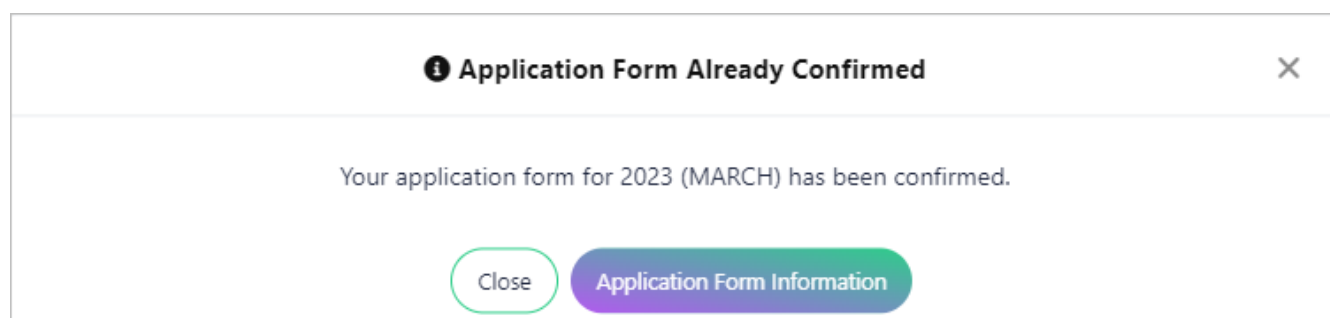 Application Form Already Confirmed
Your application form for 2023 (MARCH) has been confirmed.
Close
Application Form Information